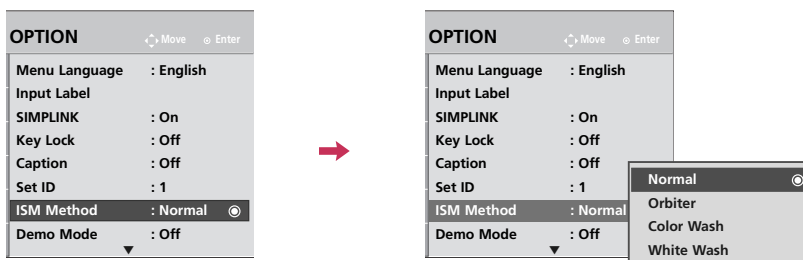 OPTION Move Enter
Menu Language : English
Input Label
SIMPLINK : On
Key Lock : Off
Caption : Off
Set ID : 1
ISM Method : Normal
Demo Mode : Off
OPTION Move Enter
Menu Language : English
Input Label
SIMPLINK : On
Key Lock : Off
Caption : Off
Set ID : 1
ISM Method : Normal
Demo Mode : Off
Normal
Orbiter
Color Wash
White Wash